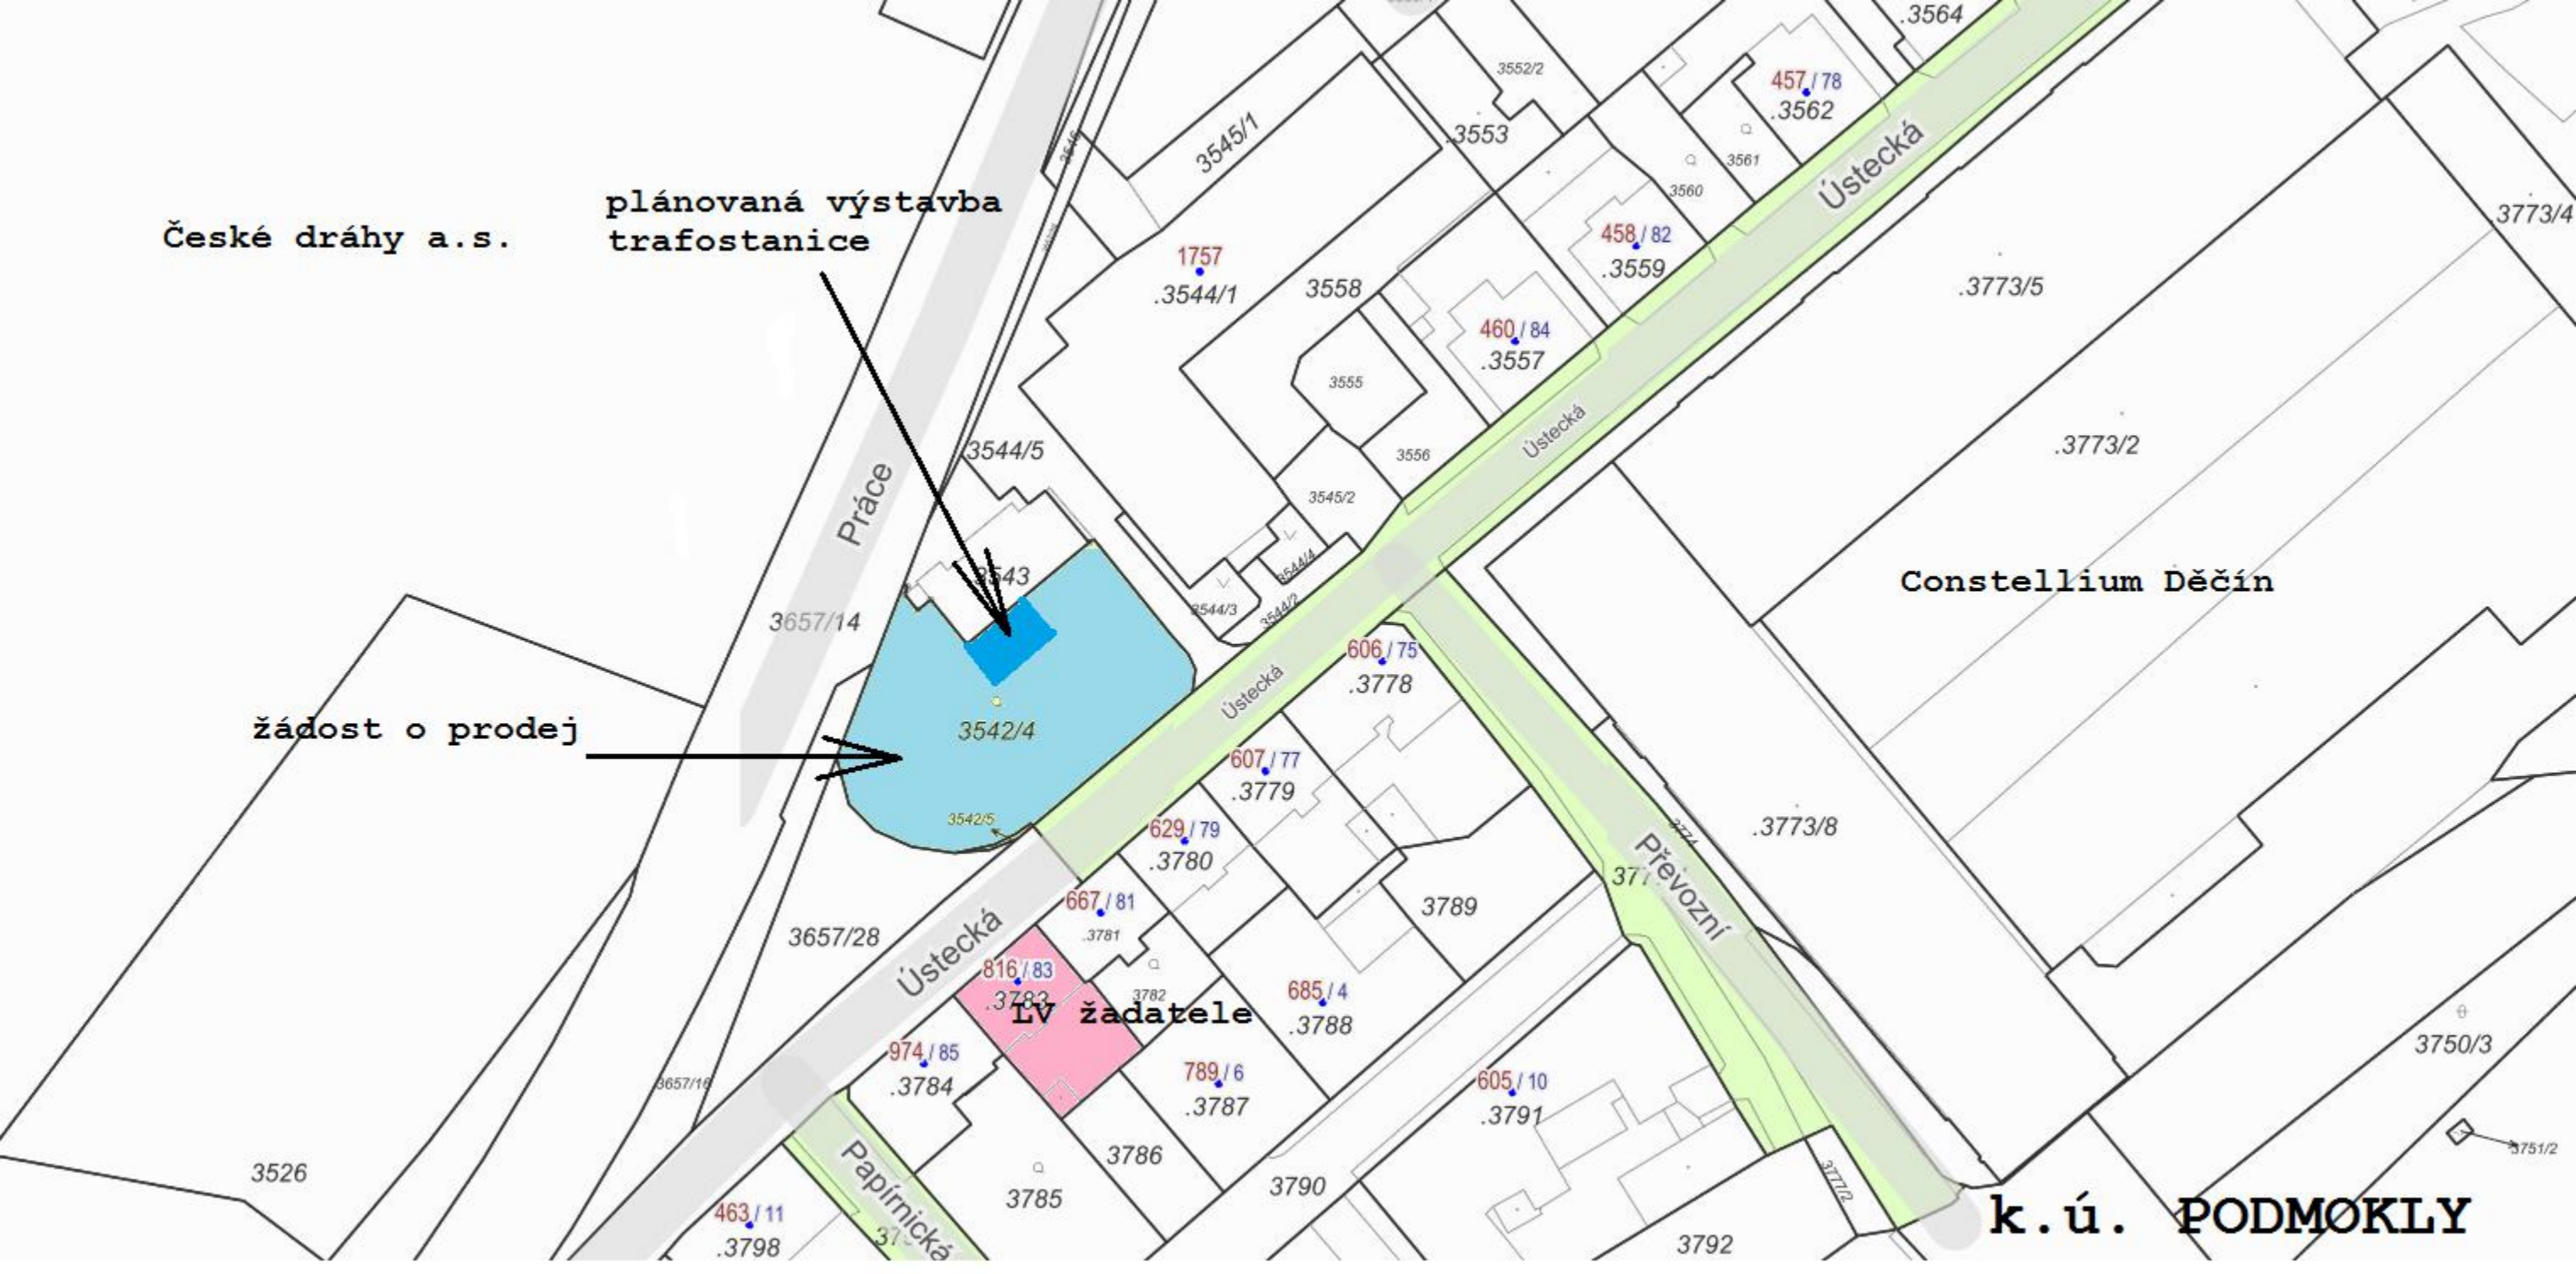 .3564
3552/2
457 / 78
.3562
3545/1
.3553
3561
Ústecká
3546
3560
plánovaná výstavba
trafostanice
České dráhy a.s.
3773/4
458 / 82
.3559
1757
.3544/1
3558
.3773/5
460 / 84
.3557
3555
Ústecká
3544/5
3556
.3773/2
Práce
3545/2
3544/4
3543
Constellium Děčín
3544/3
3544/2
3657/14
606 / 75
.3778
Ústecká
žádost o prodej
3542/4
607 / 77
.3779
3542/5
629 / 79
.3780
3774
.3773/8
Převozní
667 / 81
3789
.3781
3657/28
Ústecká
816 / 83
.3783
LV žadatele
3782
685 / 4
.3788
3750/3
974 / 85
.3784
3657/16
789 / 6
.3787
605 / 10
.3791
3751/2
3786
3526
3785
3790
3777/2
Papírnická
463 / 11
.3798
3792
k.ú. PODMOKLY